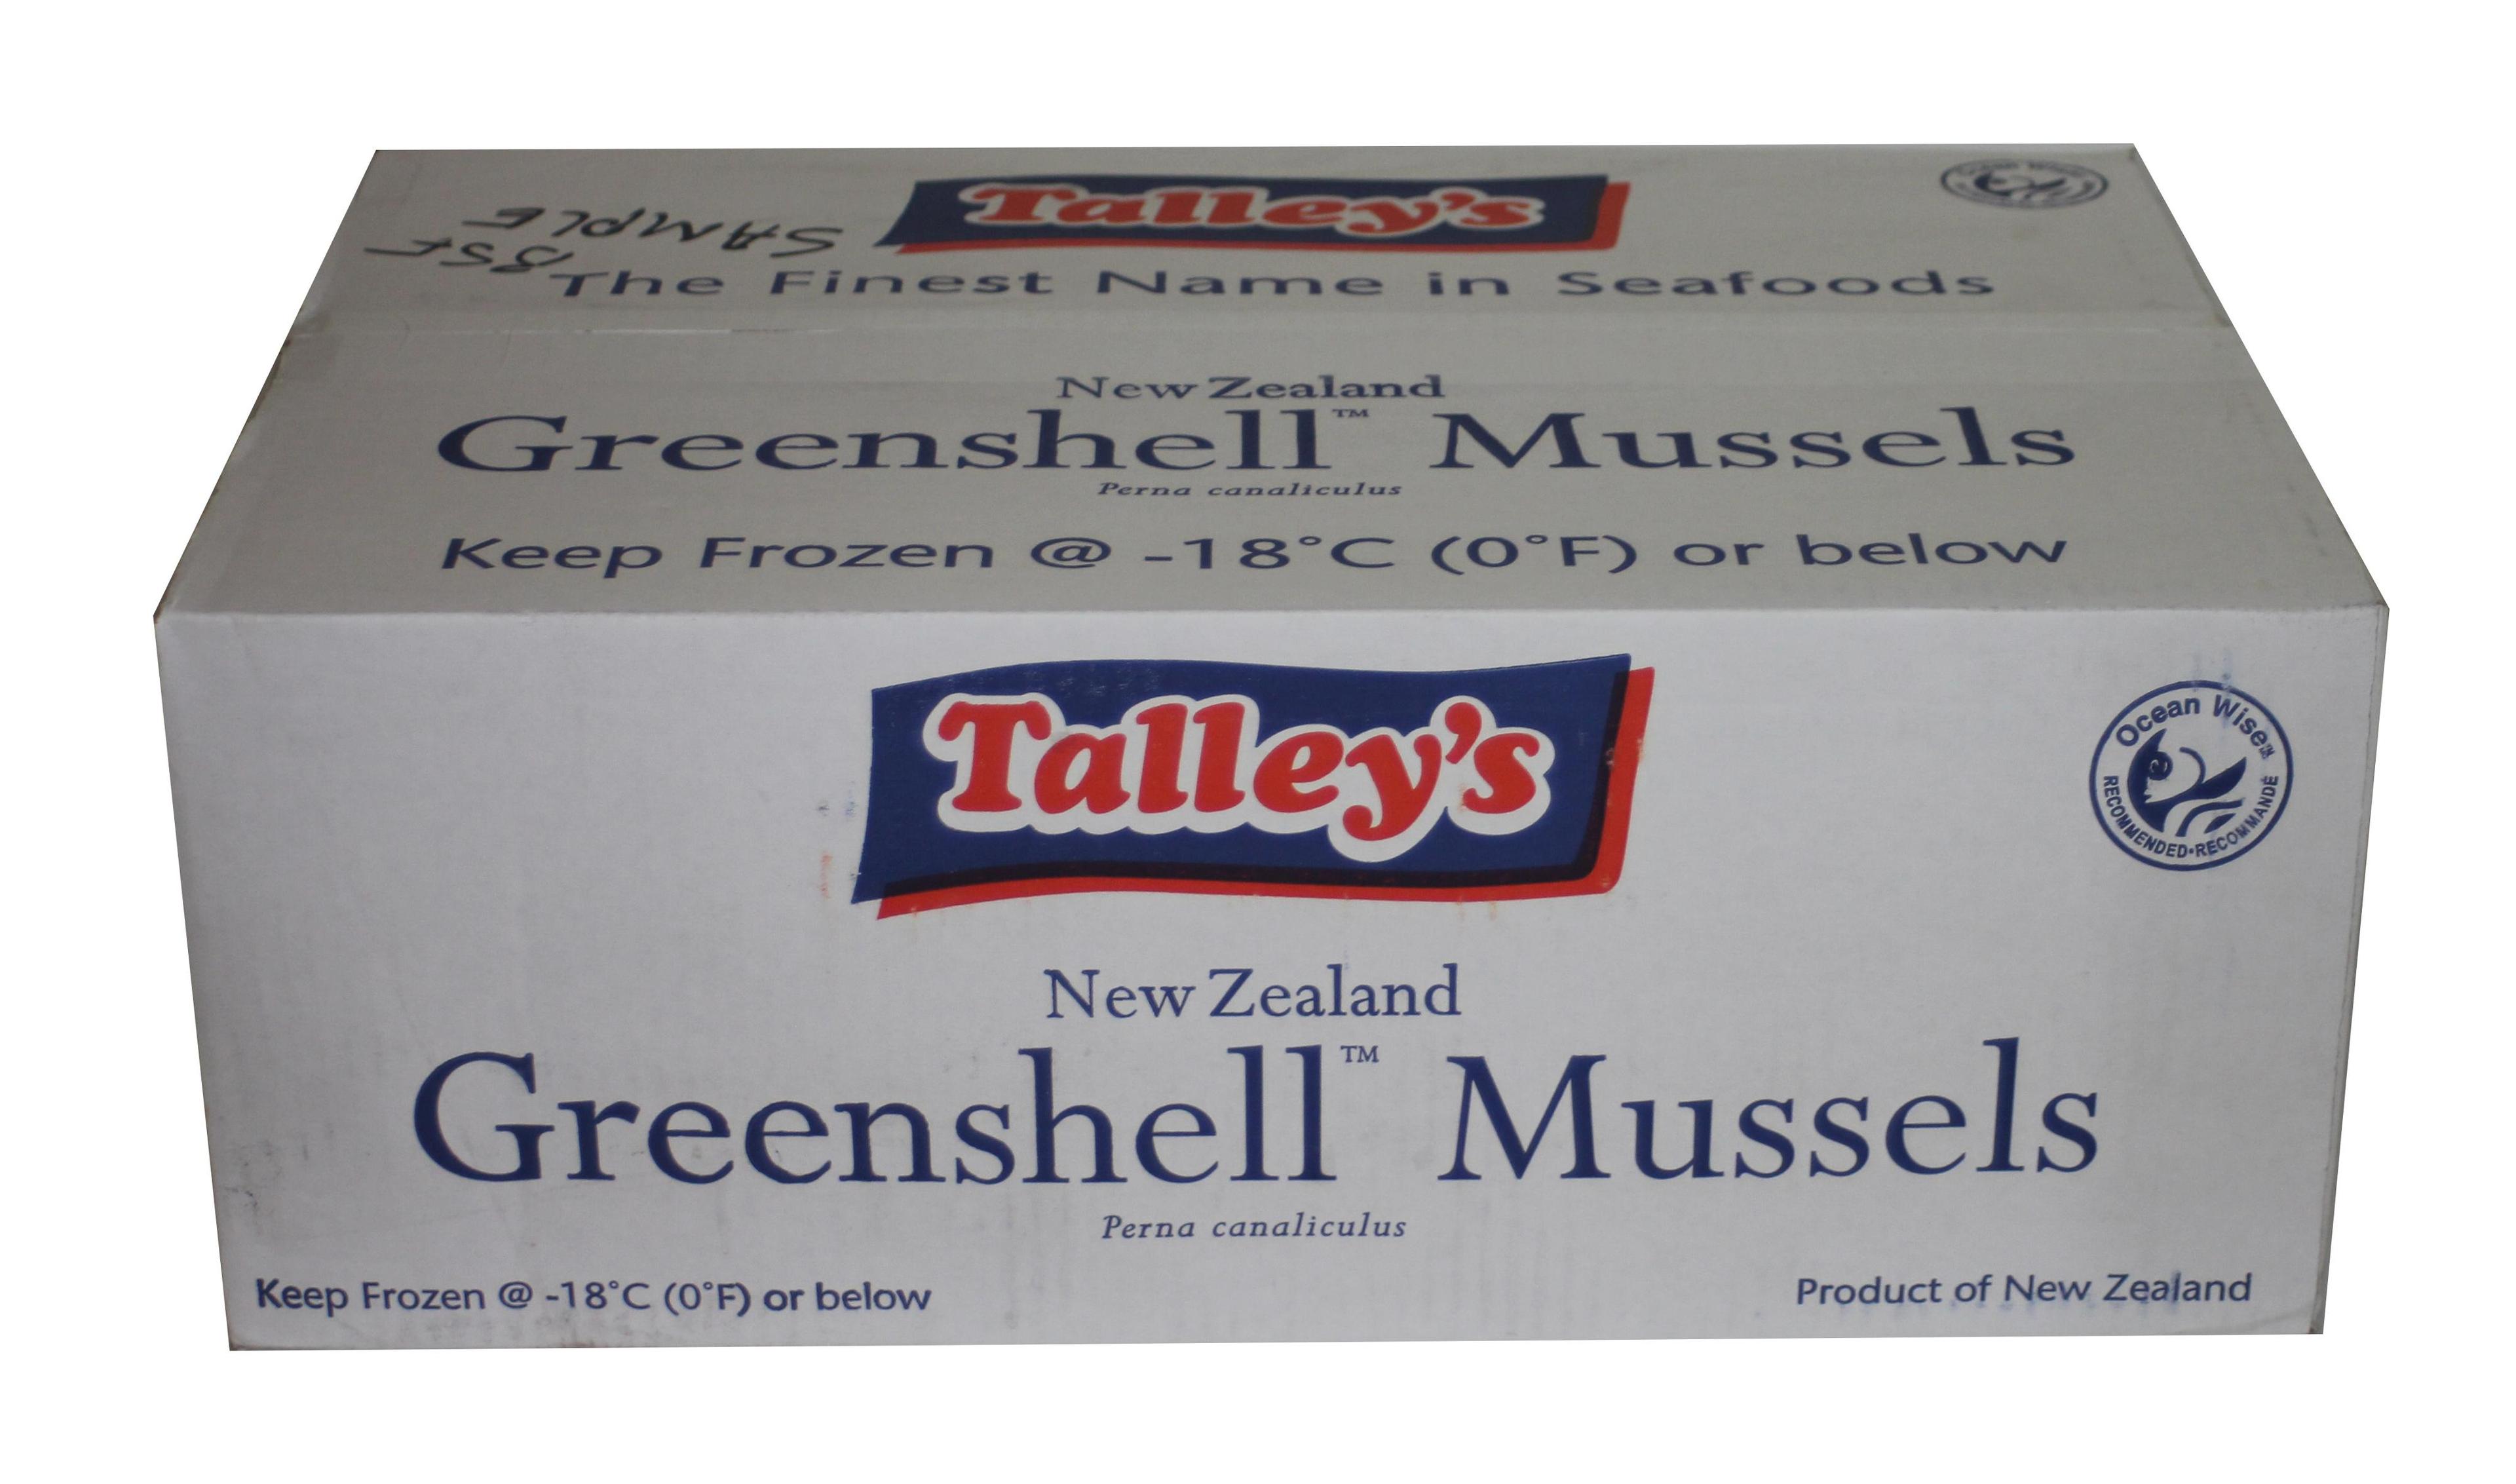 Talley's
SAMPLE
The Finest Name in Seafoods
New Zealand
Greenshell™ Mussels
Perna canaliculus
Keep Frozen @ -18°C (0°F) or below
Talley's
Ocean Wise™
RECOMMENDED•RECOMMANDÉ
New Zealand
Greenshell™ Mussels
Perna canaliculus
Keep Frozen @ -18°C (0°F) or below
Product of New Zealand